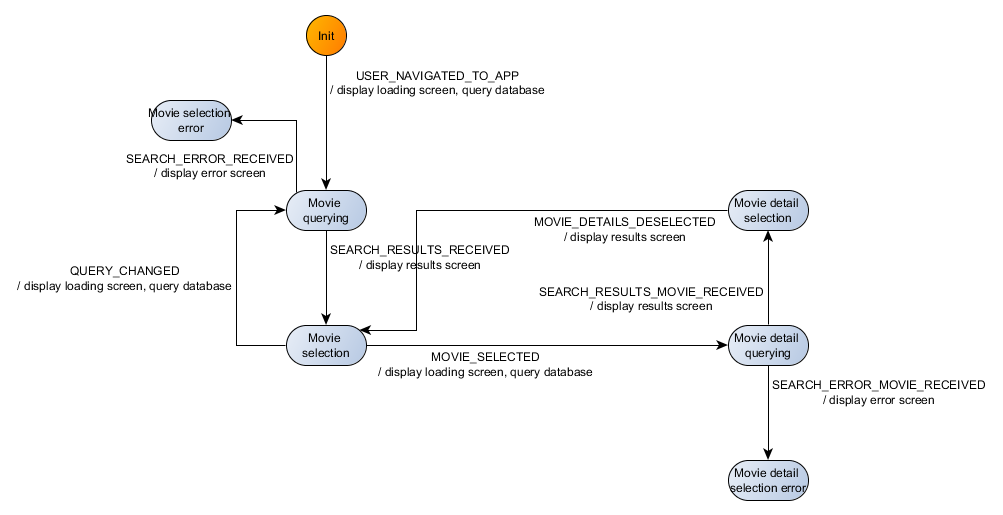 Init
USER_NAVIGATED_TO_APP
/ display loading screen, query database
Movie selection
error
SEARCH_ERROR_RECEIVED
/ display error screen
Movie
querying
Movie detail
selection
MOVIE_DETAILS_DESELECTED
/ display results screen
SEARCH_RESULTS_RECEIVED
/ display results screen
QUERY_CHANGED
/ display loading screen, query database
SEARCH_RESULTS_MOVIE_RECEIVED
/ display results screen
Movie
selection
MOVIE_SELECTED
/ display loading screen, query database
Movie detail
querying
SEARCH_ERROR_MOVIE_RECEIVED
/ display error screen
Movie detail
selection error